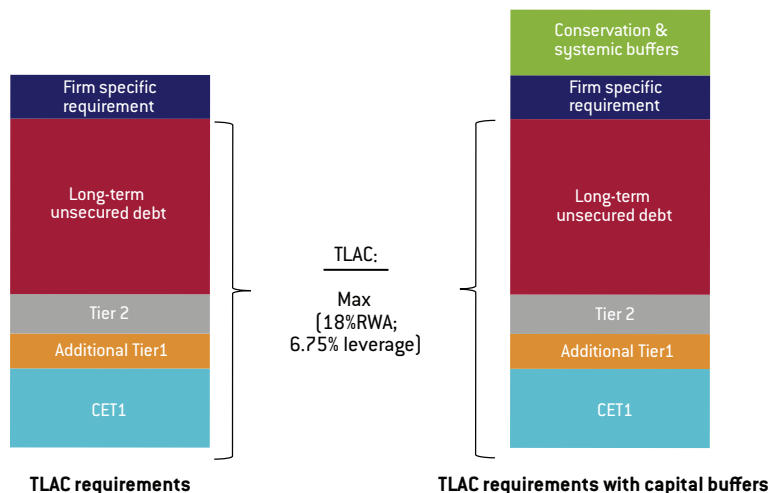 Firm specific
requirement
Long-term
unsecured debt
Tier 2
Additional Tier1
CET1
TLAC requirements
TLAC:
Max
(18%RWA;
6.75% leverage)
Conservation &
systemic buffers
Firm specific
requirement
Long-term
unsecured debt
Tier 2
Additional Tier1
CET1
TLAC requirements with capital buffers